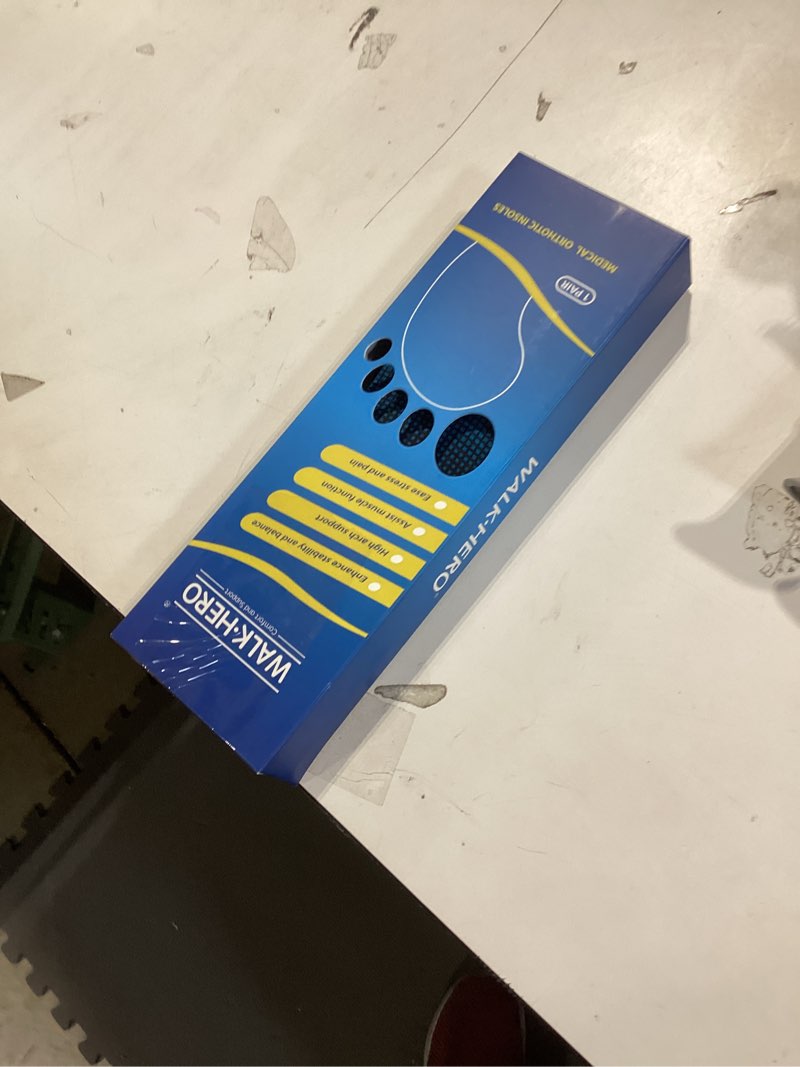 WALK·HERO®
Comfort and Support
Enhance stability and balance
High arch support
Assist muscle function
Ease stress and pain
1 PAIR
MEDICAL ORTHOTIC INSOLES
WALK·HERO